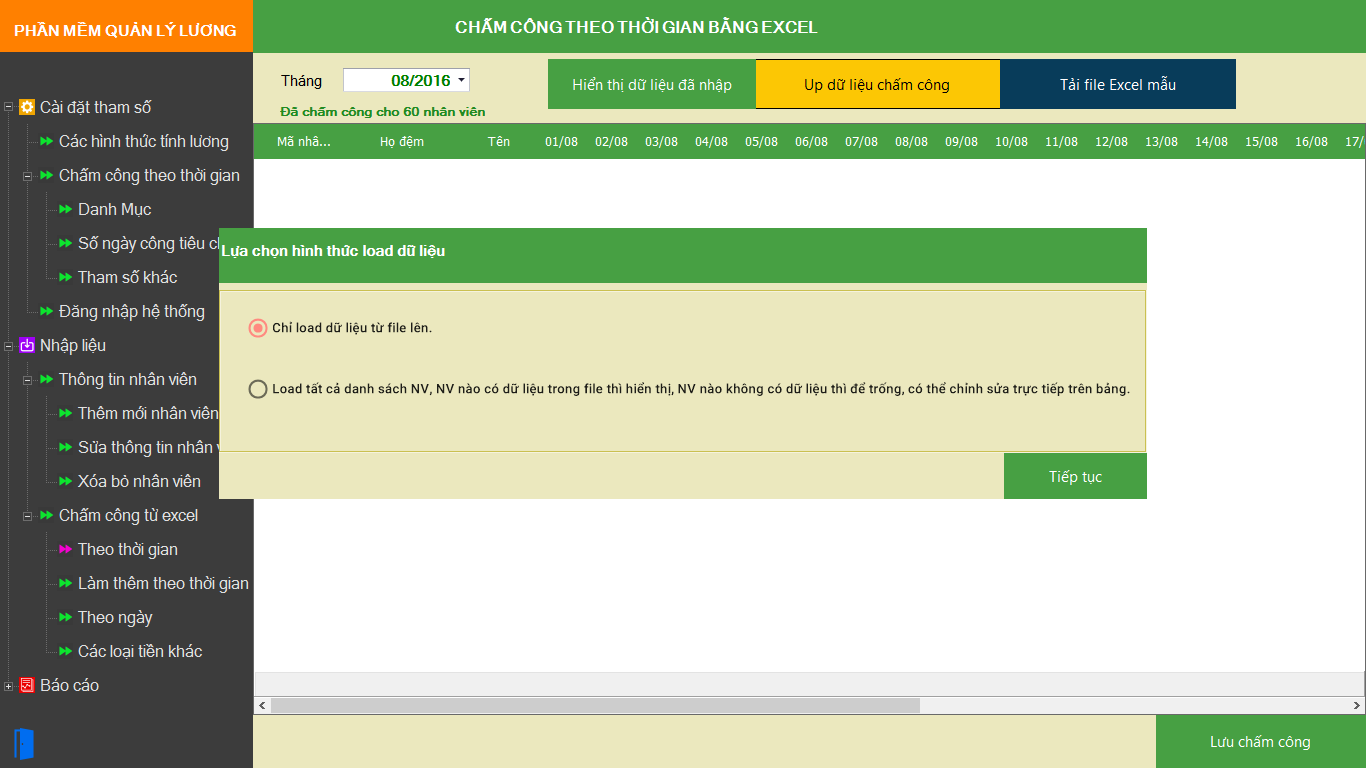 PHẦN MỀM QUẢN LÝ LƯƠNG
CHẤM CÔNG THEO THỜI GIAN BẰNG EXCEL
Tháng 08/2016
Hiển thị dữ liệu đã nhập
Up dữ liệu chấm công
Tải file Excel mẫu
Đã chấm công cho 60 nhân viên
Mã nhâ... Họ đệm Tên 01/08 02/08 03/08 04/08 05/08 06/08 07/08 08/08 09/08 10/08 11/08 12/08 13/08 14/08 15/08 16/08 17/
Cài đặt tham số
Các hình thức tính lương
Chấm công theo thời gian
Danh Mục
Số ngày công tiêu
Tham số khác
Đăng nhập hệ thống
Nhập liệu
Thông tin nhân viên
Thêm mới nhân viên
Sửa thông tin nhân
Xóa bỏ nhân viên
Chấm công từ excel
Theo thời gian
Làm thêm theo thời gian
Theo ngày
Các loại tiền khác
Báo cáo
Lựa chọn hình thức load dữ liệu
Chỉ load dữ liệu từ file lên.
Load tất cả danh sách NV, NV nào có dữ liệu trong file thì hiển thị, NV nào không có dữ liệu thì để trống, có thể chỉnh sửa trực tiếp trên bảng.
Tiếp tục
Lưu chấm công